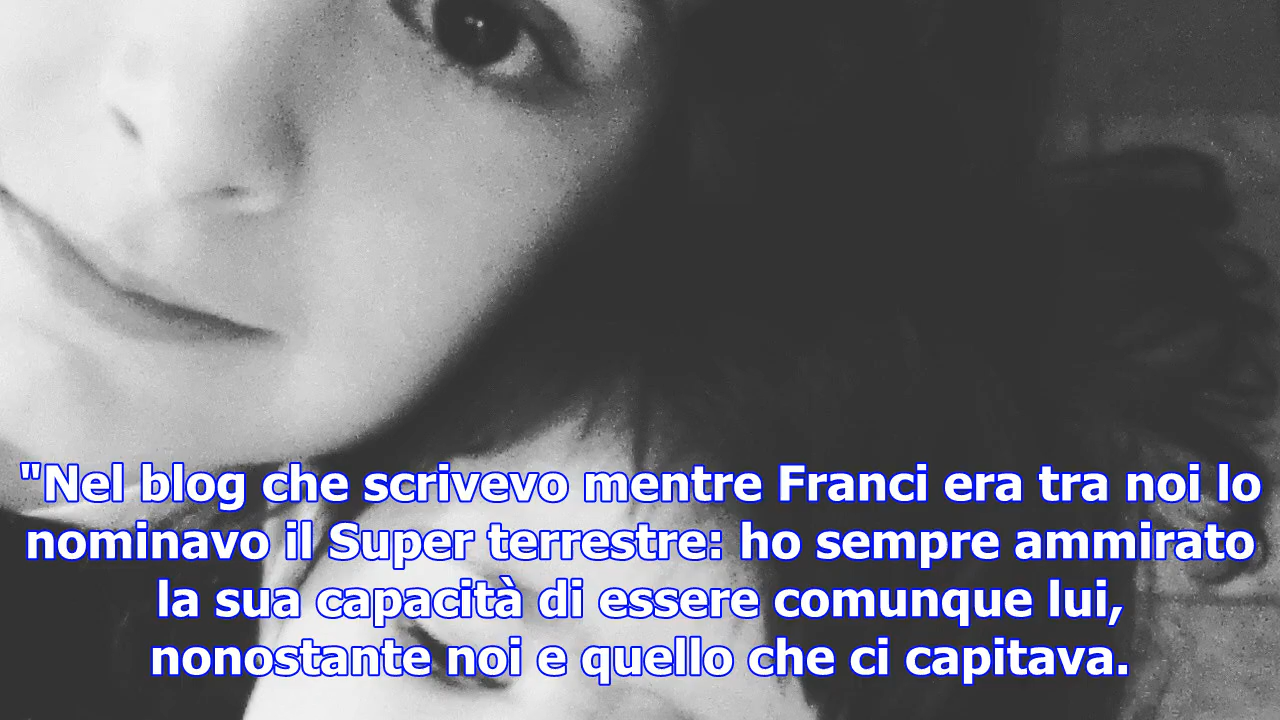 "Nel blog che scrivevo mentre Franci era tra noi lo
nominavo il Super terrestre: ho sempre ammirato
la sua capacità di essere comunque lui,
nonostante noi e quello che ci capitava.